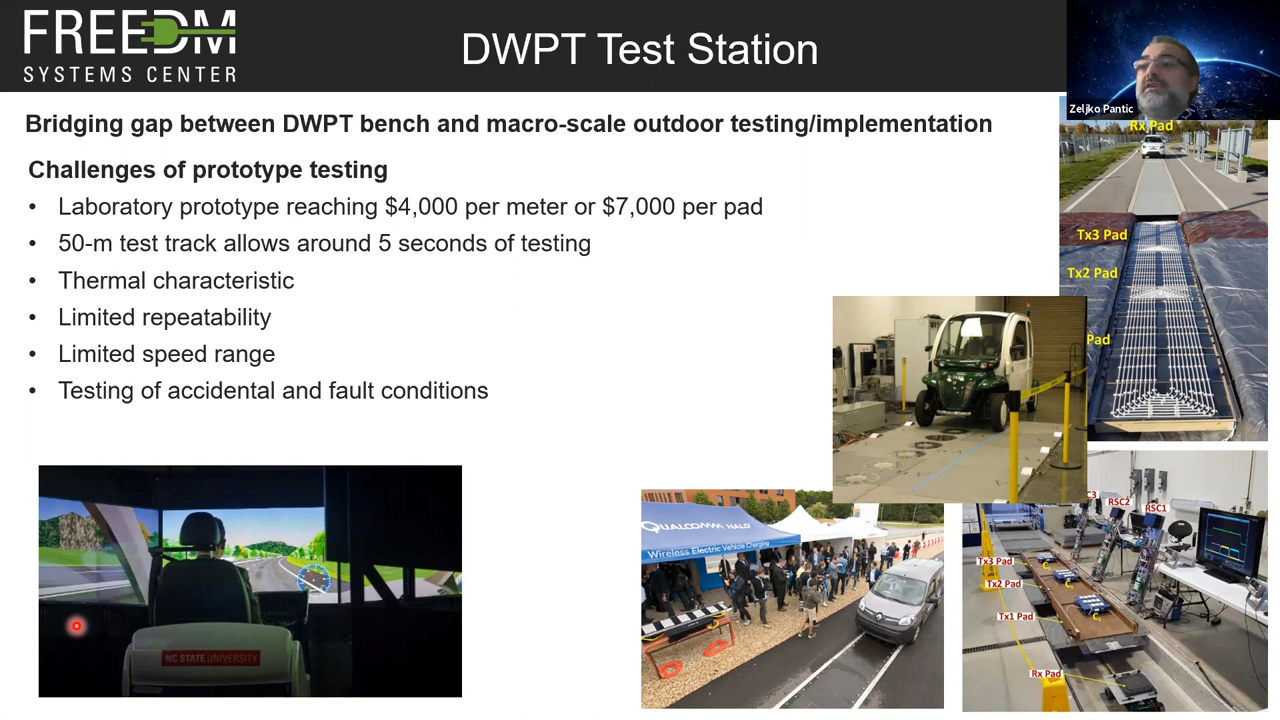 FREEDM
SYSTEMS CENTER
DWPT Test Station
Zeljko Pantic
Bridging gap between DWPT bench and macro-scale outdoor testing/implementation
Challenges of prototype testing
• Laboratory prototype reaching $4,000 per meter or $7,000 per pad
• 50-m test track allows around 5 seconds of testing
• Thermal characteristic
• Limited repeatability
• Limited speed range
• Testing of accidental and fault conditions
Rx Pad
Tx3 Pad
Tx2 Pad
Pad
NC STATE UNIVERSITY
QUALCOMM HALO
Wireless Electric Vehicle Charging
C3
RSC2
RSC1
Tx3 Pad
Tx2 Pad
Tx1 Pad
Rx Pad